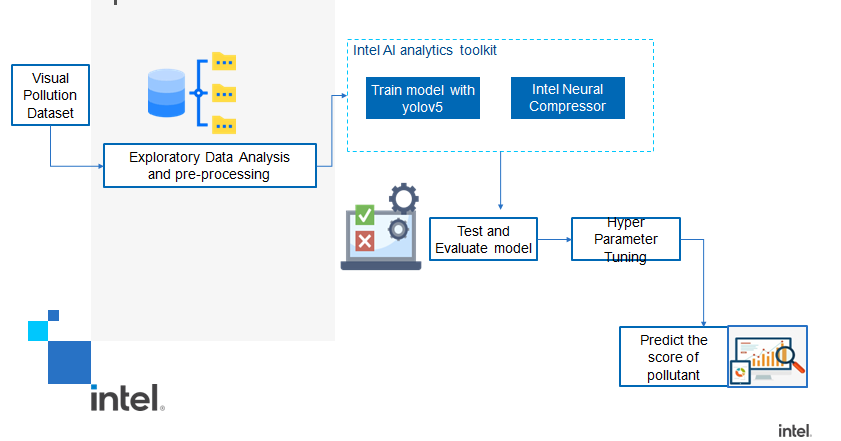 Intel AI analytics toolkit
Visual
Pollution
Dataset
Train model with
yolov5
Intel Neural
Compressor
Exploratory Data Analysis
and pre-processing
Test and
Evaluate model
Hyper
Parameter
Tuning
Predict the
score of
pollutant
intel.
intel.